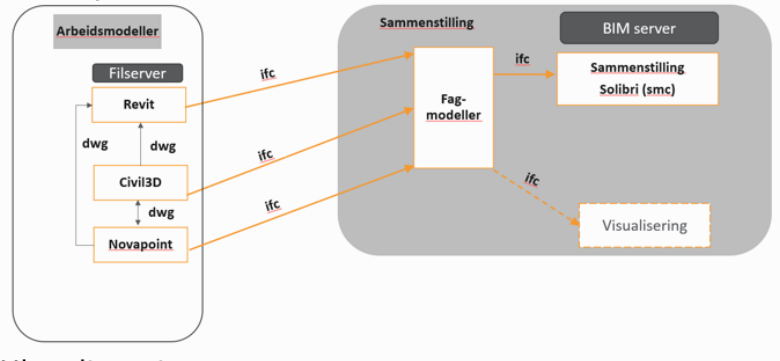 Arbeidsmodeller
Filserver
Revit
dwg
dwg
Civil3D
dwg
Novapoint
ifc
ifc
ifc
Sammenstilling
BIM server
Fag-
modeller
ifc
Sammenstilling
Solibri (smc)
ifc
Visualisering